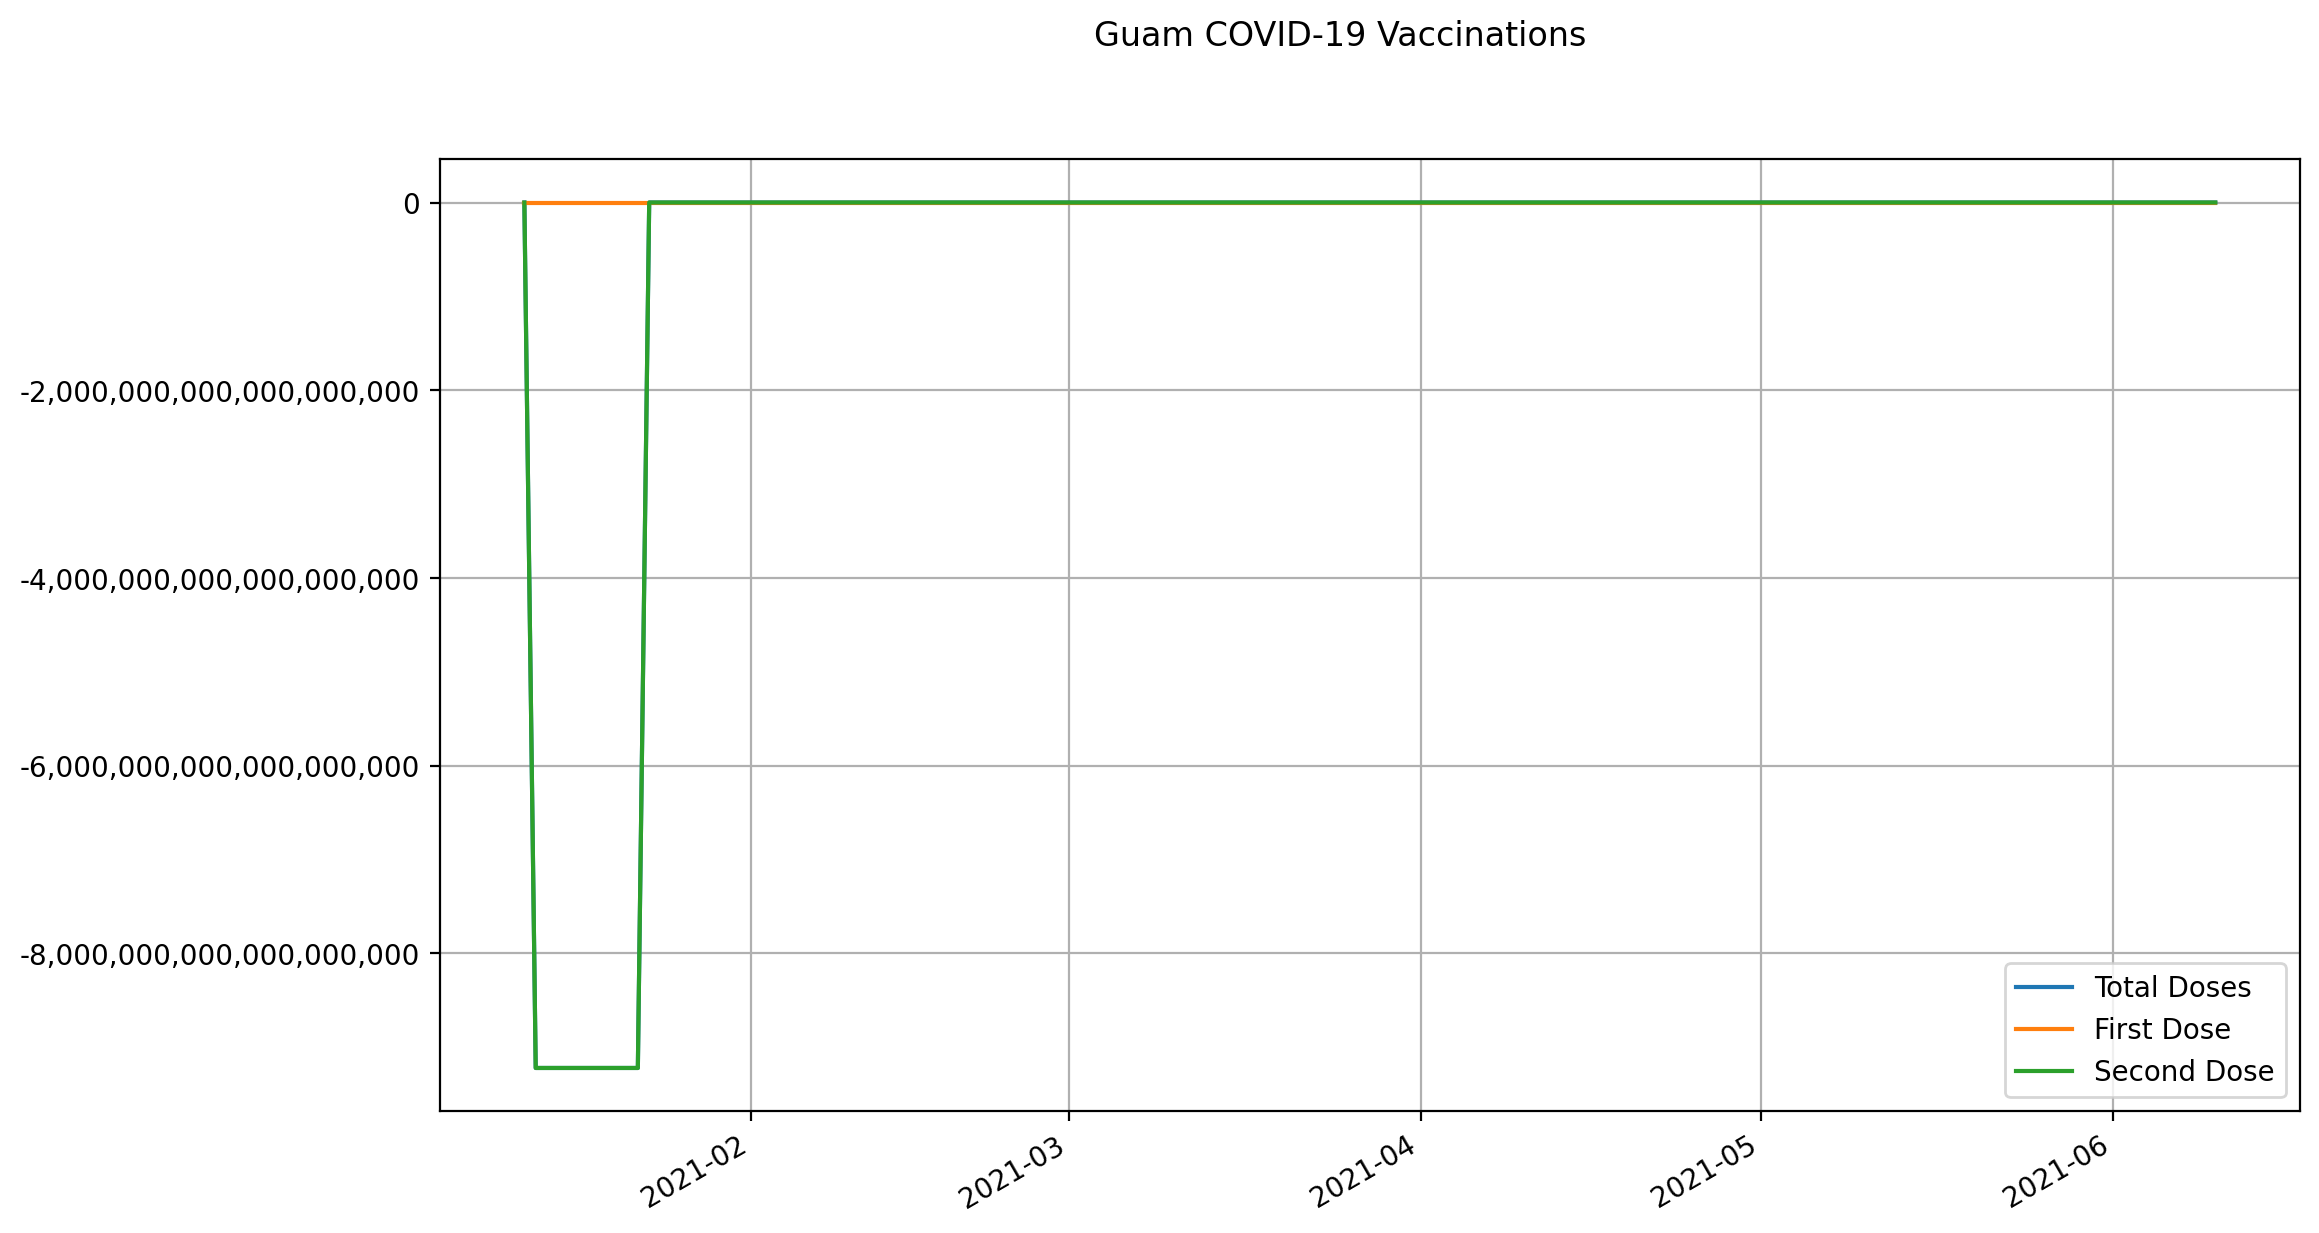 Guam COVID-19 Vaccinations
0
-2,000,000,000,000,000,000
-4,000,000,000,000,000,000
-6,000,000,000,000,000,000
-8,000,000,000,000,000,000
Total Doses
First Dose
Second Dose
2021-02
2021-03
2021-04
2021-05
2021-06